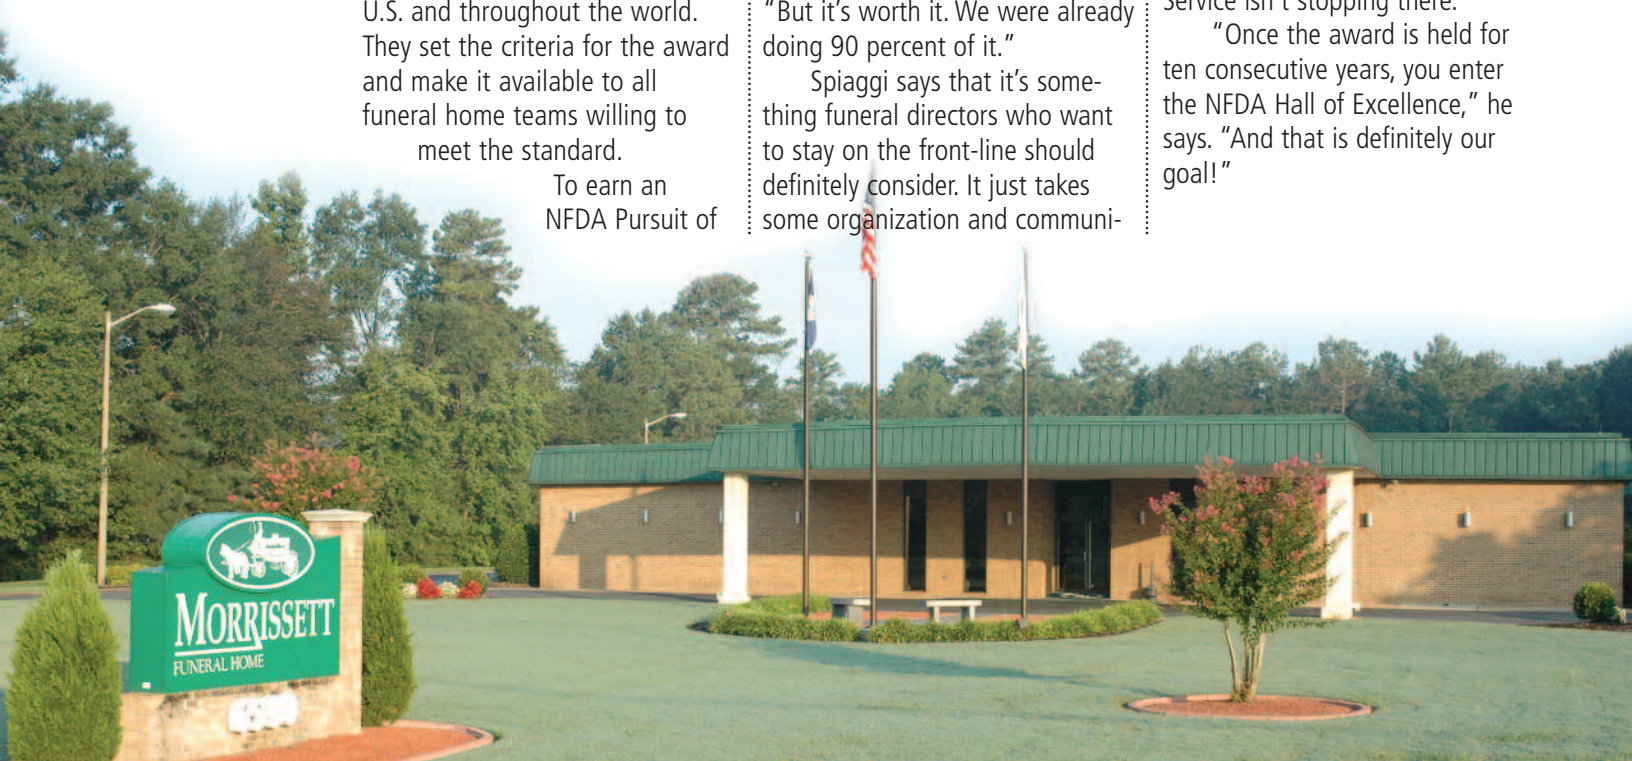 U.S. and throughout the world.
They set the criteria for the award
and make it available to all
funeral home teams willing to
meet the standard.
To earn an
NFDA Pursuit of
“But it’s worth it. We were already
doing 90 percent of it.”
Spiaggi says that it’s some-
thing funeral directors who want
to stay on the front-line should
definitely consider. It just takes
some organization and communi-
Service isn’t stopping there.
“Once the award is held for
ten consecutive years, you enter
the NFDA Hall of Excellence,” he
says. “And that is definitely our
goal!”
MORRISSETT
FUNERAL HOME